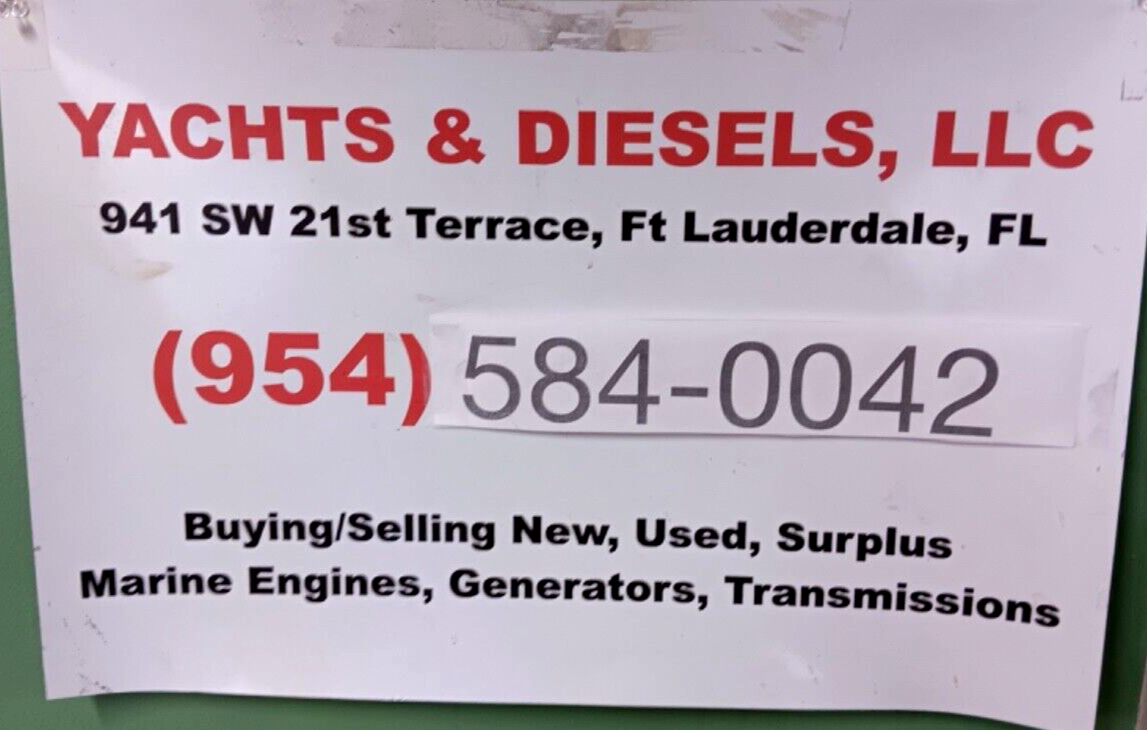 YACHTS & DIESELS, LLC
941 SW 21st Terrace, Ft Lauderdale, FL
(954) 584-0042
Buying/Selling New, Used, Surplus
Marine Engines, Generators, Transmissions